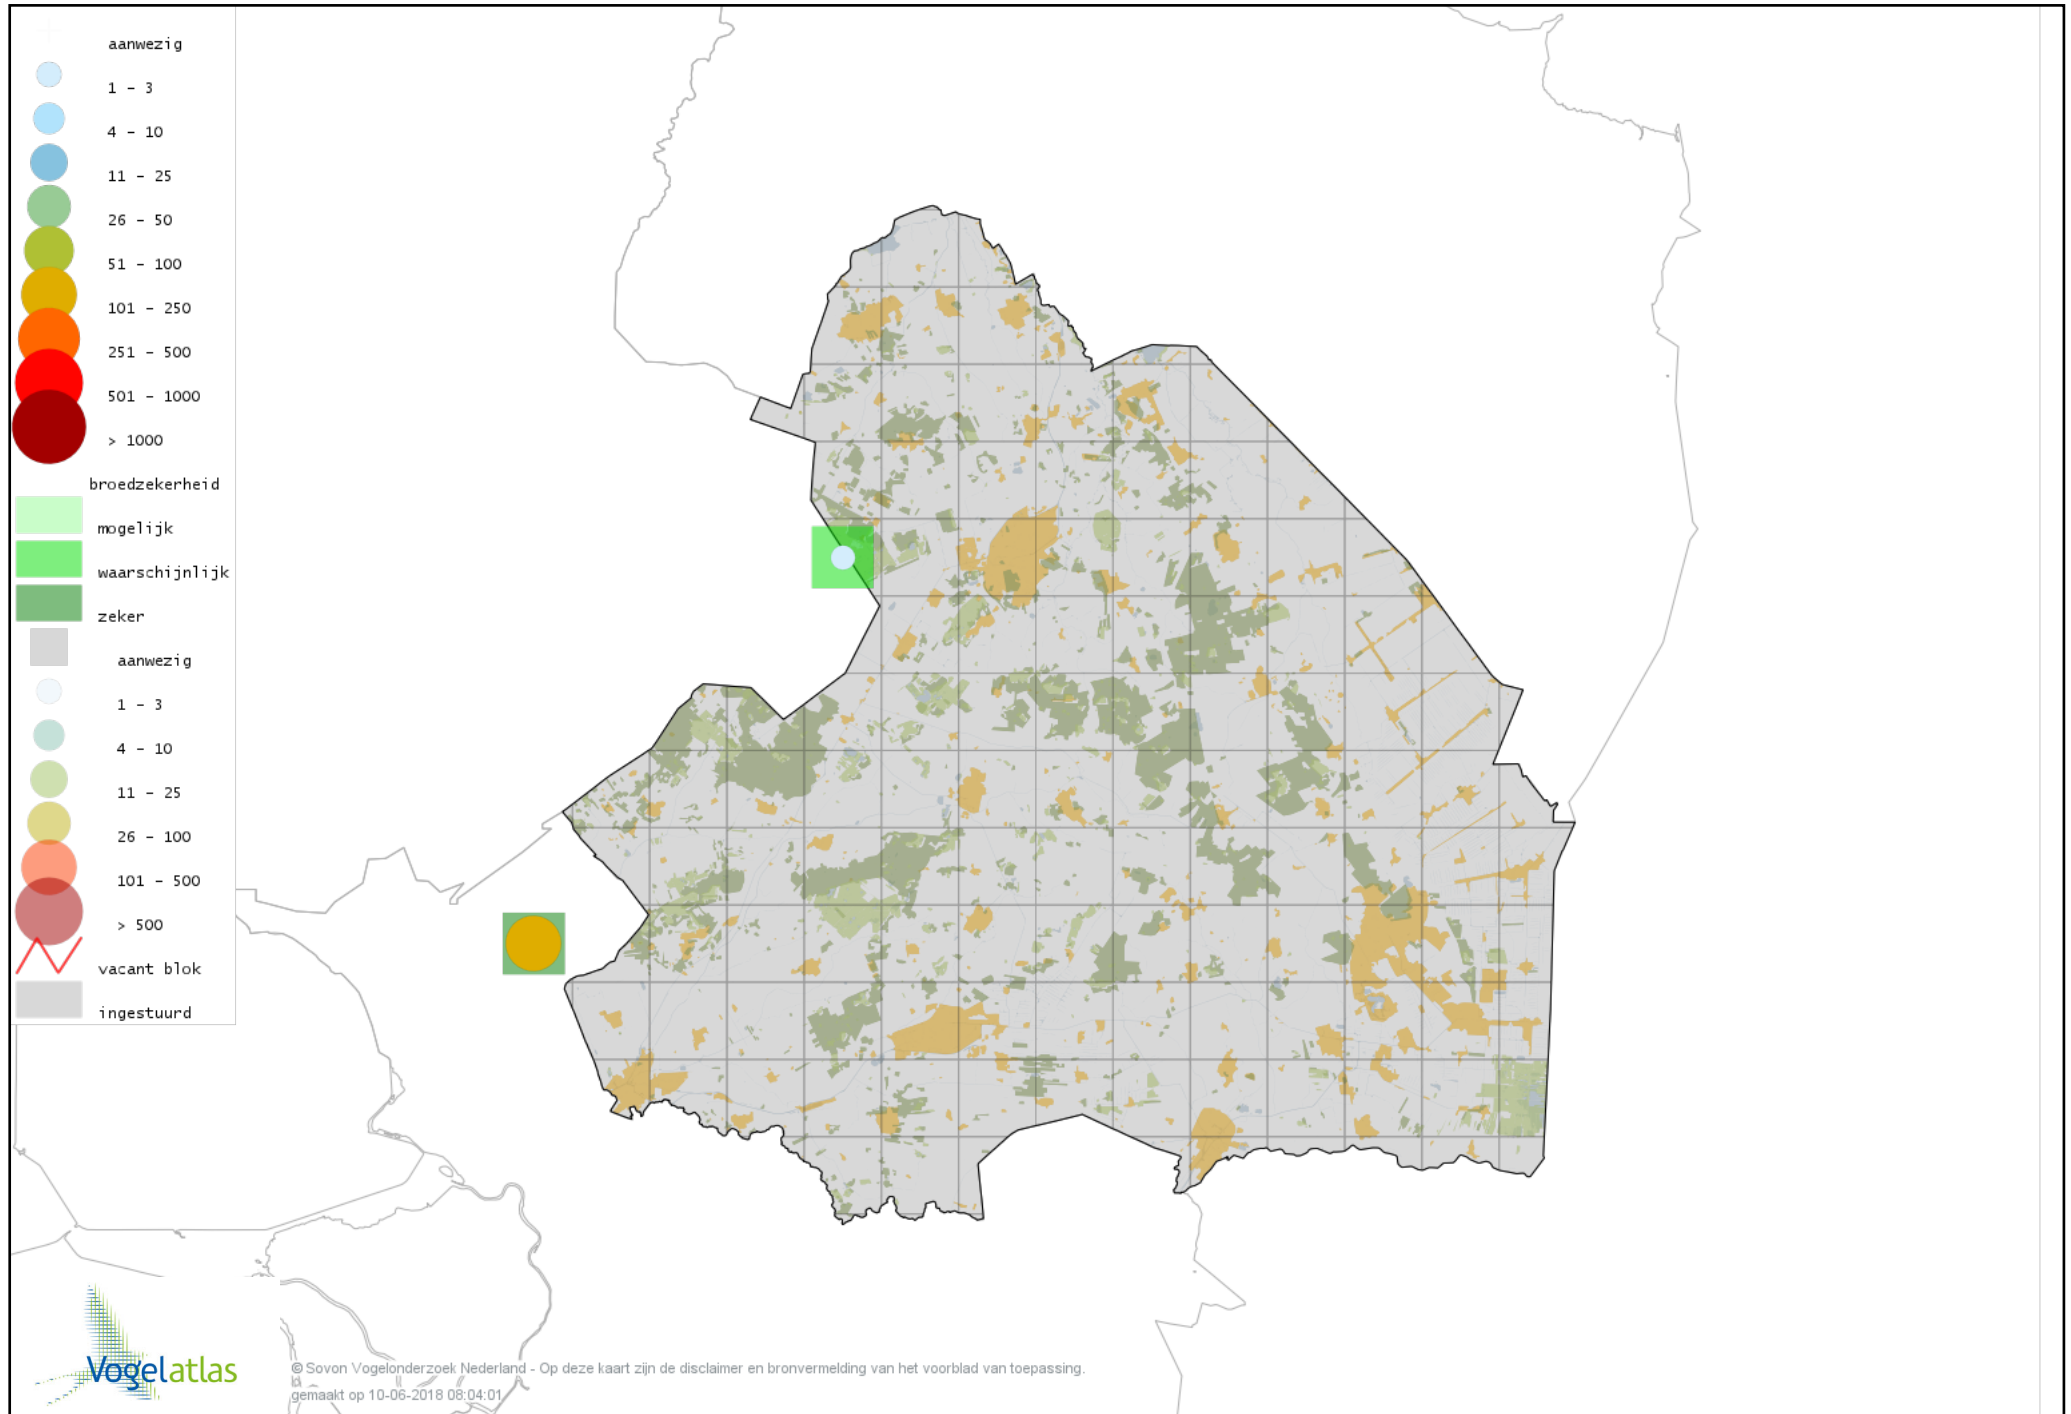 aanwezig
1 - 3
4 - 10
11 - 25
26 - 50
51 - 100
101 - 250
251 - 500
501 - 1000
> 1000
broedzekerheid
mogelijk
waarschijnlijk
zeker
aanwezig
1 - 3
4 - 10
11 - 25
26 - 100
101 - 500
> 500
vacant blok
ingestuurd
Vogelatlas
© Sovon Vogelonderzoek Nederland - Op deze kaart zijn de disclaimer en bronvermelding van het voorblad van toepassing.
gemaakt op 10-06-2018 08:04:01